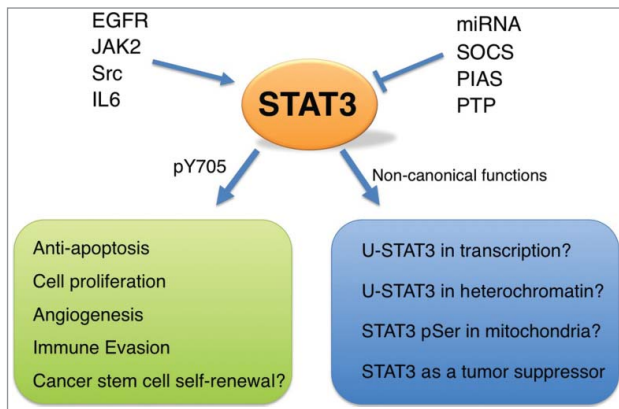 EGFR
JAK2
Src
IL6
miRNA
SOCS
PIAS
PTP
STAT3
pY705
Non-canonical functions
Anti-apoptosis
Cell proliferation
Angiogenesis
Immune Evasion
Cancer stem cell self-renewal?
U-STAT3 in transcription?
U-STAT3 in heterochromatin?
STAT3 pSer in mitochondria?
STAT3 as a tumor suppressor